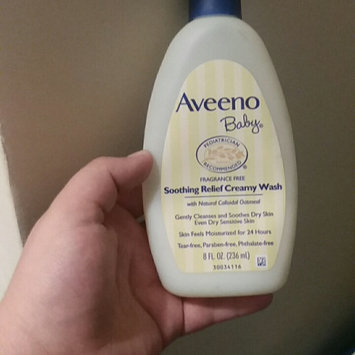 Aveeno
Baby®
PEDIATRICIAN
RECOMMENDED
FRAGRANCE FREE
Soothing Relief Creamy Wash
with Natural Colloidal Oatmeal
Gently Cleanses and Soothes Dry Skin
Even Dry Sensitive Skin
Skin Feels Moisturized for 24 Hours
Tear-free, Paraben-free, Phthalate-free
8 FL. OZ. (236 mL)
30034116